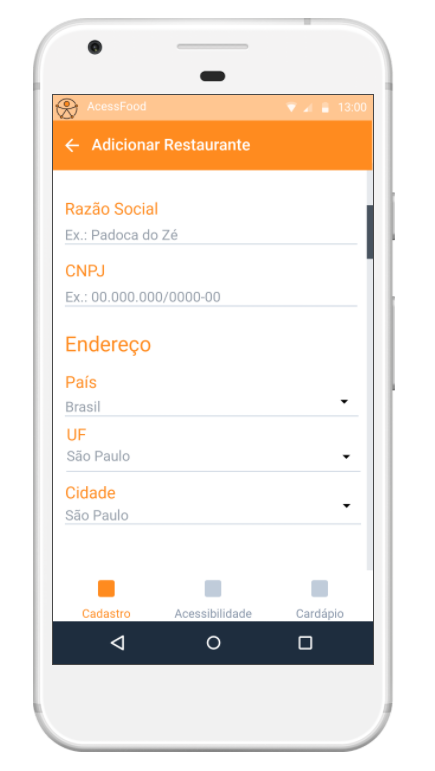 AcessFood 13:00
Adicionar Restaurante
Razão Social
Ex.: Padoca do Zé
CNPJ
Ex.: 00.000.000/0000-00
Endereço
País
Brasil
UF
São Paulo
Cidade
São Paulo
Cadastro Acessibilidade Cardápio